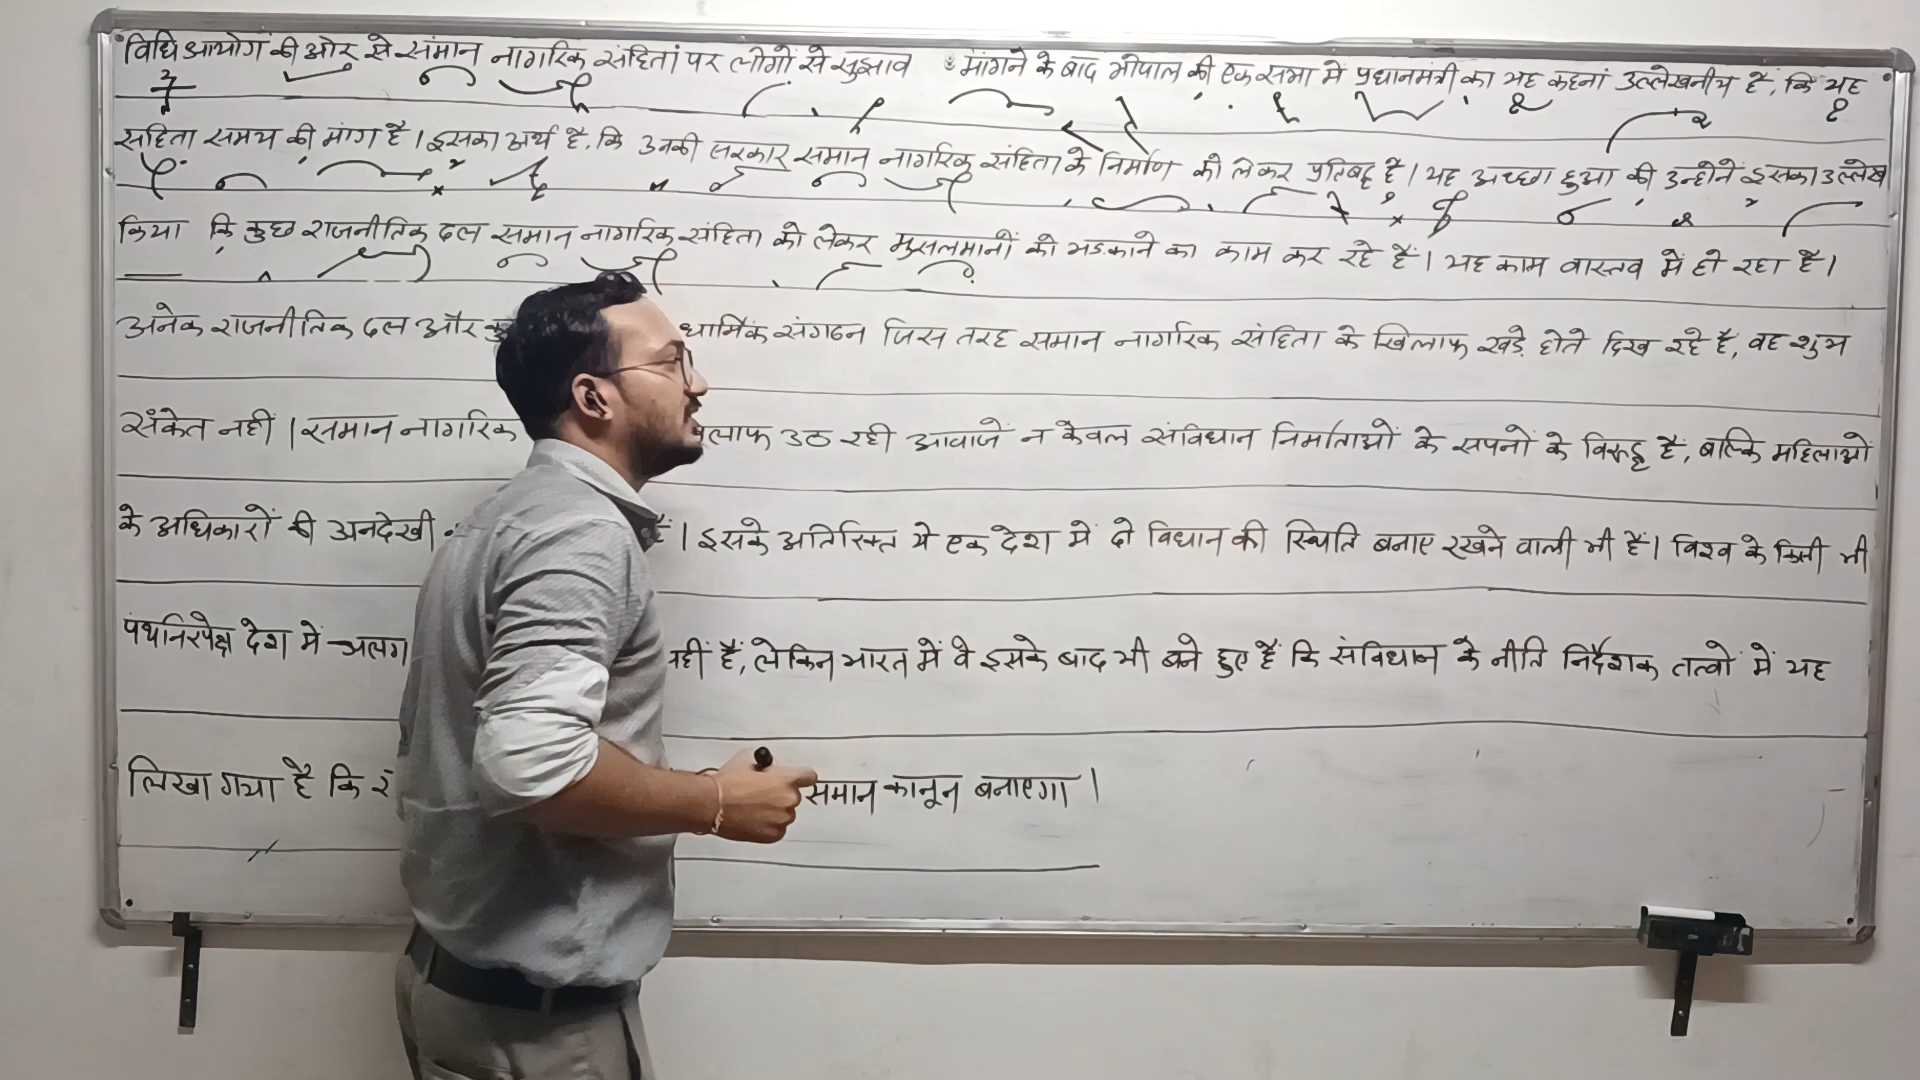 विधि आयोग की ओर से समान नागरिक संहिता पर लोगों से सुझाव मांगने के बाद भोपाल की एक सभा में प्रधानमंत्री का यह कहना उल्लेखनीय है, कि यह
संहिता समय की मांग है। इसका अर्थ है, कि उनकी सरकार समान नागरिक संहिता के निर्माण को लेकर प्रतिबद्ध है। यह अच्छा हुआ की उन्होनें इसका उल्लेख
किया कि कुछ राजनीतिक दल समान नागरिक संहिता को लेकर मुसलमानों को भड़काने का काम कर रहे हैं। यह काम वास्तव में हो रहा है।
अनेक राजनीतिक दल और धार्मिक संगठन जिस तरह समान नागरिक संहिता के खिलाफ खड़े होते दिख रहे है, वह शुभ
संकेत नहीं। समान नागरिक उठ रही आवाजें न केवल संविधान निर्माताओं के सपनों के विरुद्ध है, बल्कि महिलाओं
के अधिकारों की अनदेखी है। इसके अतिरिक्त ये एक देश में दो विधान की स्थिति बनाए रखने वाली भी हैं। विश्व के किसी भी
पंथनिरपेक्ष देश में अलग नहीं हैं, लेकिन भारत में वे इसके बाद भी बने हुए हैं कि संविधान के नीति निर्देशक तत्वों में यह
लिखा गया है कि समान कानून बनाएगा।